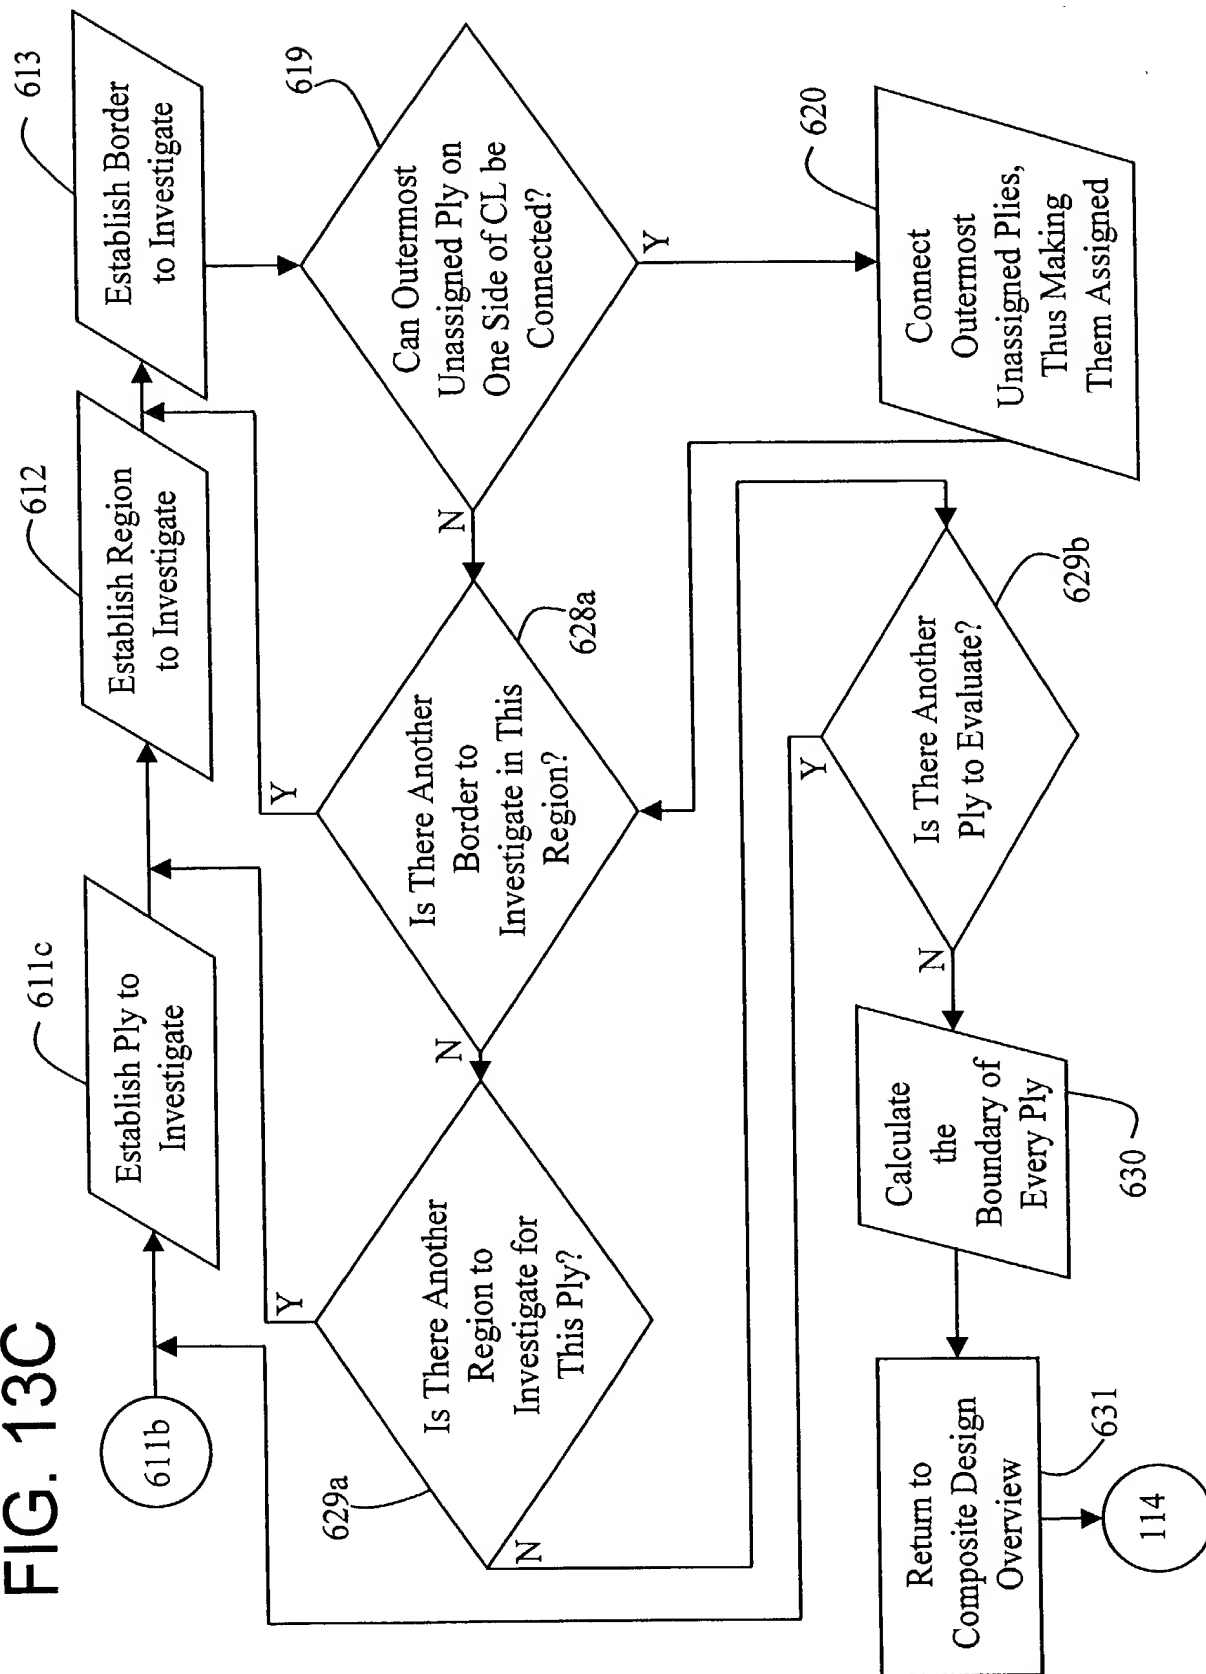 FIG. 13C
611b
Establish Ply to
Investigate
611c
Establish Region
to Investigate
612
Establish Border
to Investigate
613
Is There Another
Region to
Investigate for
This Ply?
629a
Y
N
Is There Another
Border to
Investigate in This
Region?
628a
Y
N
Can Outermost
Unassigned Ply on
One Side of CL be
Connected?
619
N
Y
Return to
Composite Design
Overview
631
114
Calculate
the
Boundary of
Every Ply
630
Is There Another
Ply to Evaluate?
629b
Y
N
Connect
Outermost
Unassigned Plies,
Thus Making
Them Assigned
620